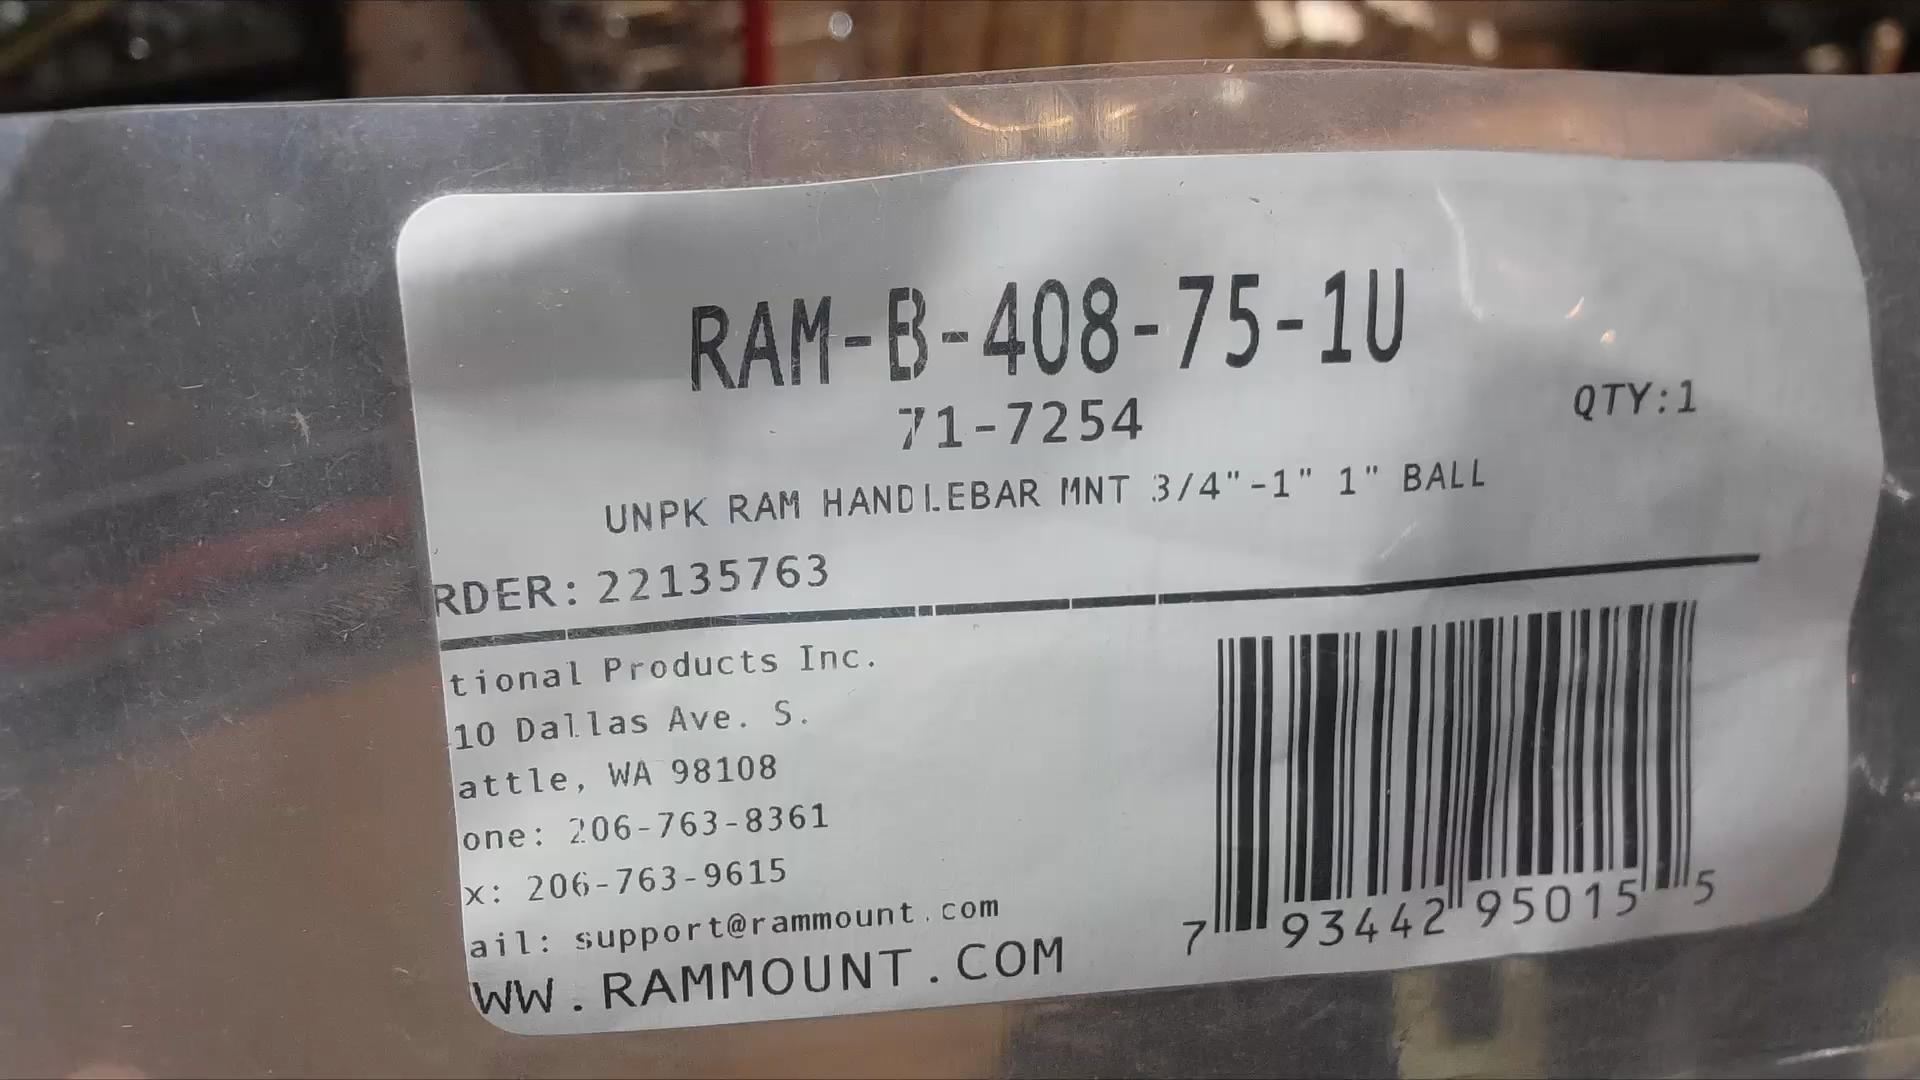 RAM-B-408-75-1U
71-7254
QTY:1
UNPK RAM HANDLEBAR MNT 3/4"-1" 1" BALL
RDER: 22135763
tional Products Inc.
10 Dallas Ave. S.
attle, WA 98108
one: 206-763-8361
x: 206-763-9615
ail: support@rammount.com
WW.RAMMOUNT.COM
7 93442 95015 5